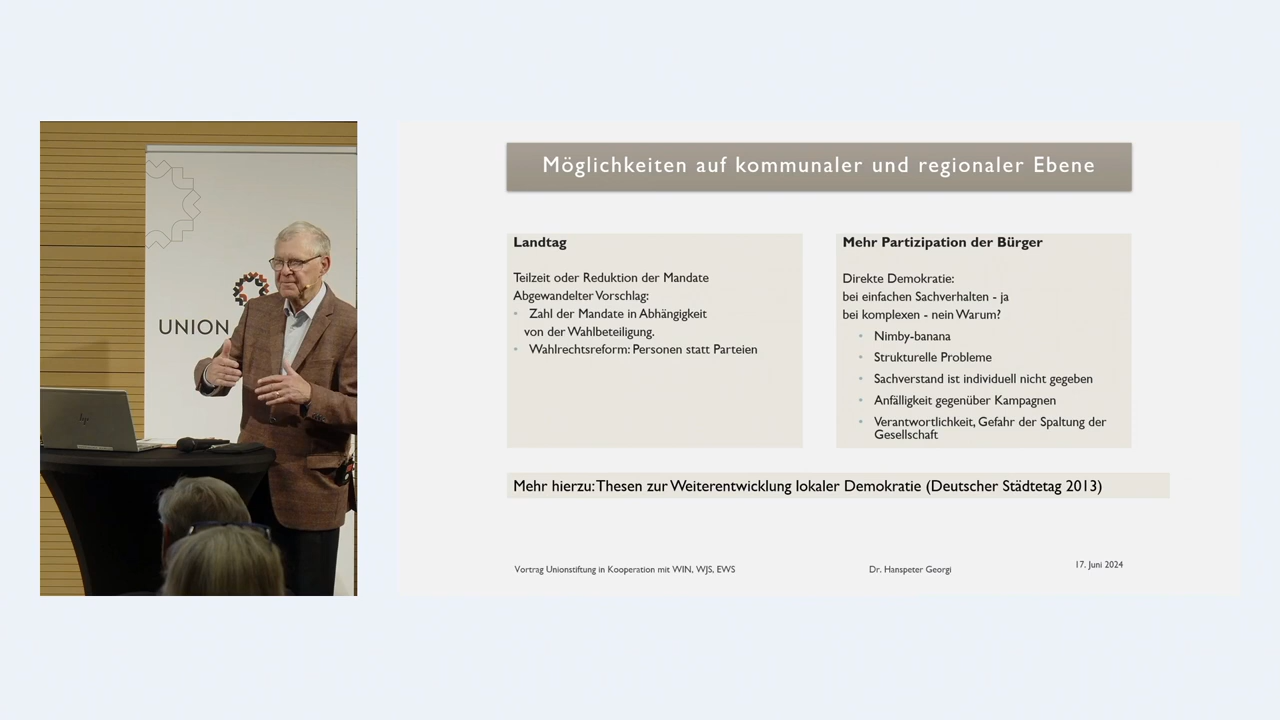 UNION
hp
Möglichkeiten auf kommunaler und regionaler Ebene
Landtag
Teilzeit oder Reduktion der Mandate
Abgewandelter Vorschlag:
• Zahl der Mandate in Abhängigkeit
von der Wahlbeteiligung.
• Wahlrechtsreform: Personen statt Parteien
Mehr Partizipation der Bürger
Direkte Demokratie:
bei einfachen Sachverhalten - ja
bei komplexen - nein Warum?
• Nimby-banana
• Strukturelle Probleme
• Sachverstand ist individuell nicht gegeben
• Anfälligkeit gegenüber Kampagnen
• Verantwortlichkeit, Gefahr der Spaltung der
Gesellschaft
Mehr hierzu: Thesen zur Weiterentwicklung lokaler Demokratie (Deutscher Städtetag 2013)
Vortrag Unionstiftung in Kooperation mit WIN, WJS, EWS
Dr. Hanspeter Georgi
17. Juni 2024